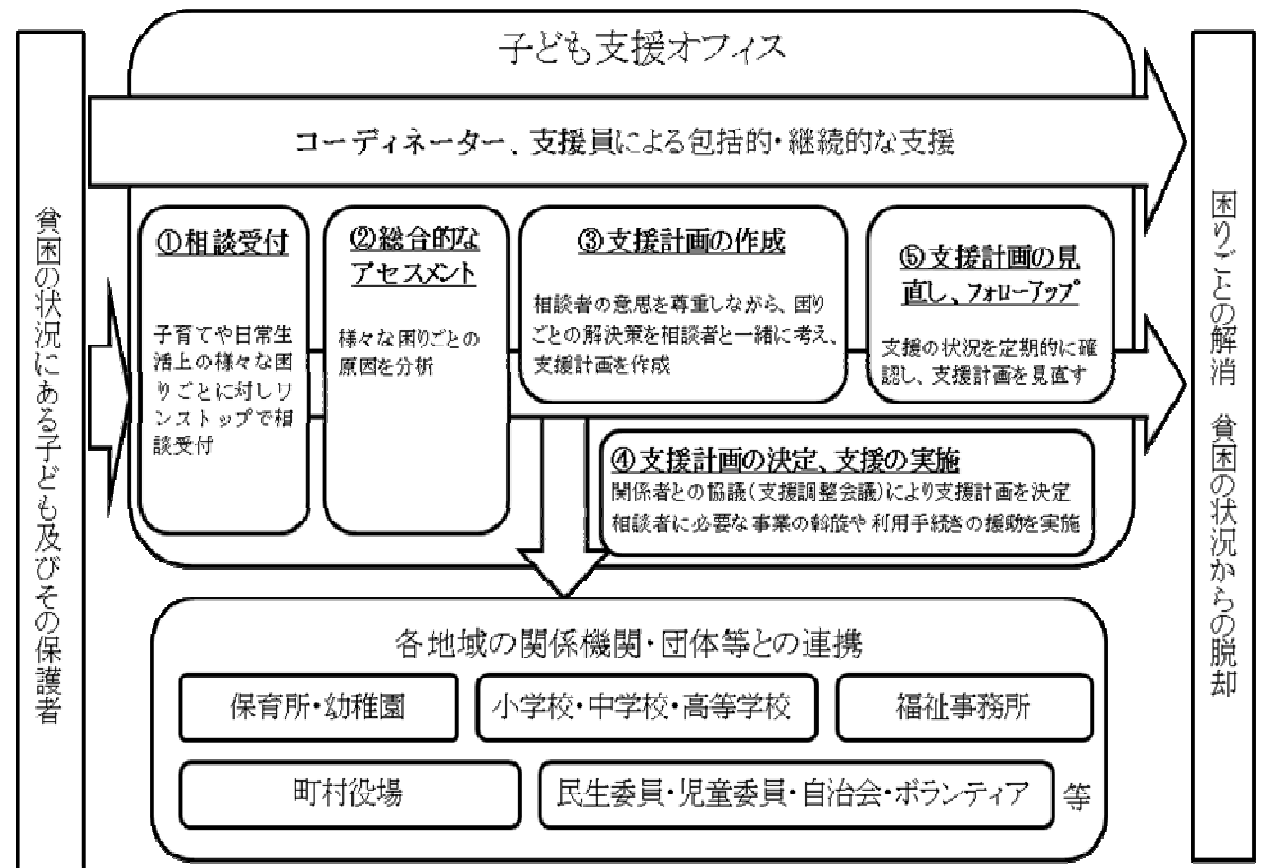 子ども支援オフィス
コーディネーター、支援員による包括的・継続的な支援
貧困の状況にある子ども及びその保護者
①相談受付
子育てや日常生
活上の様々な困
りごとに対しワ
ンストップで相
談受付
②総合的な
アセスメント
様々な困りごとの
原因を分析
③支援計画の作成
相談者の意思を尊重しながら、困り
ごとの解決策を相談者と一緒に考え、
支援計画を作成
⑤支援計画の見
直し、フォローアップ
支援の状況を定期的に確
認し、支援計画を見直す
④支援計画の決定、支援の実施
関係者との協議(支援調整会議)により支援計画を決定
相談者に必要な事業の斡旋や利用手続きの援助を実施
困りごとの解消 貧困の状況からの脱却
各地域の関係機関・団体等との連携
保育所・幼稚園
小学校・中学校・高等学校
福祉事務所
町村役場
民生委員・児童委員・自治会・ボランティア
等